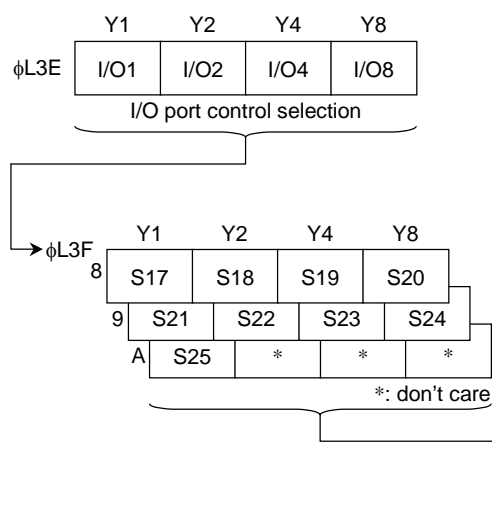 Y1 Y2 Y4 Y8
ϕL3E I/O1 I/O2 I/O4 I/O8
I/O port control selection
Y1 Y2 Y4 Y8
ϕL3F
8 S17 S18 S19 S20
9 S21 S22 S23 S24
A S25 * * *
*: don't care